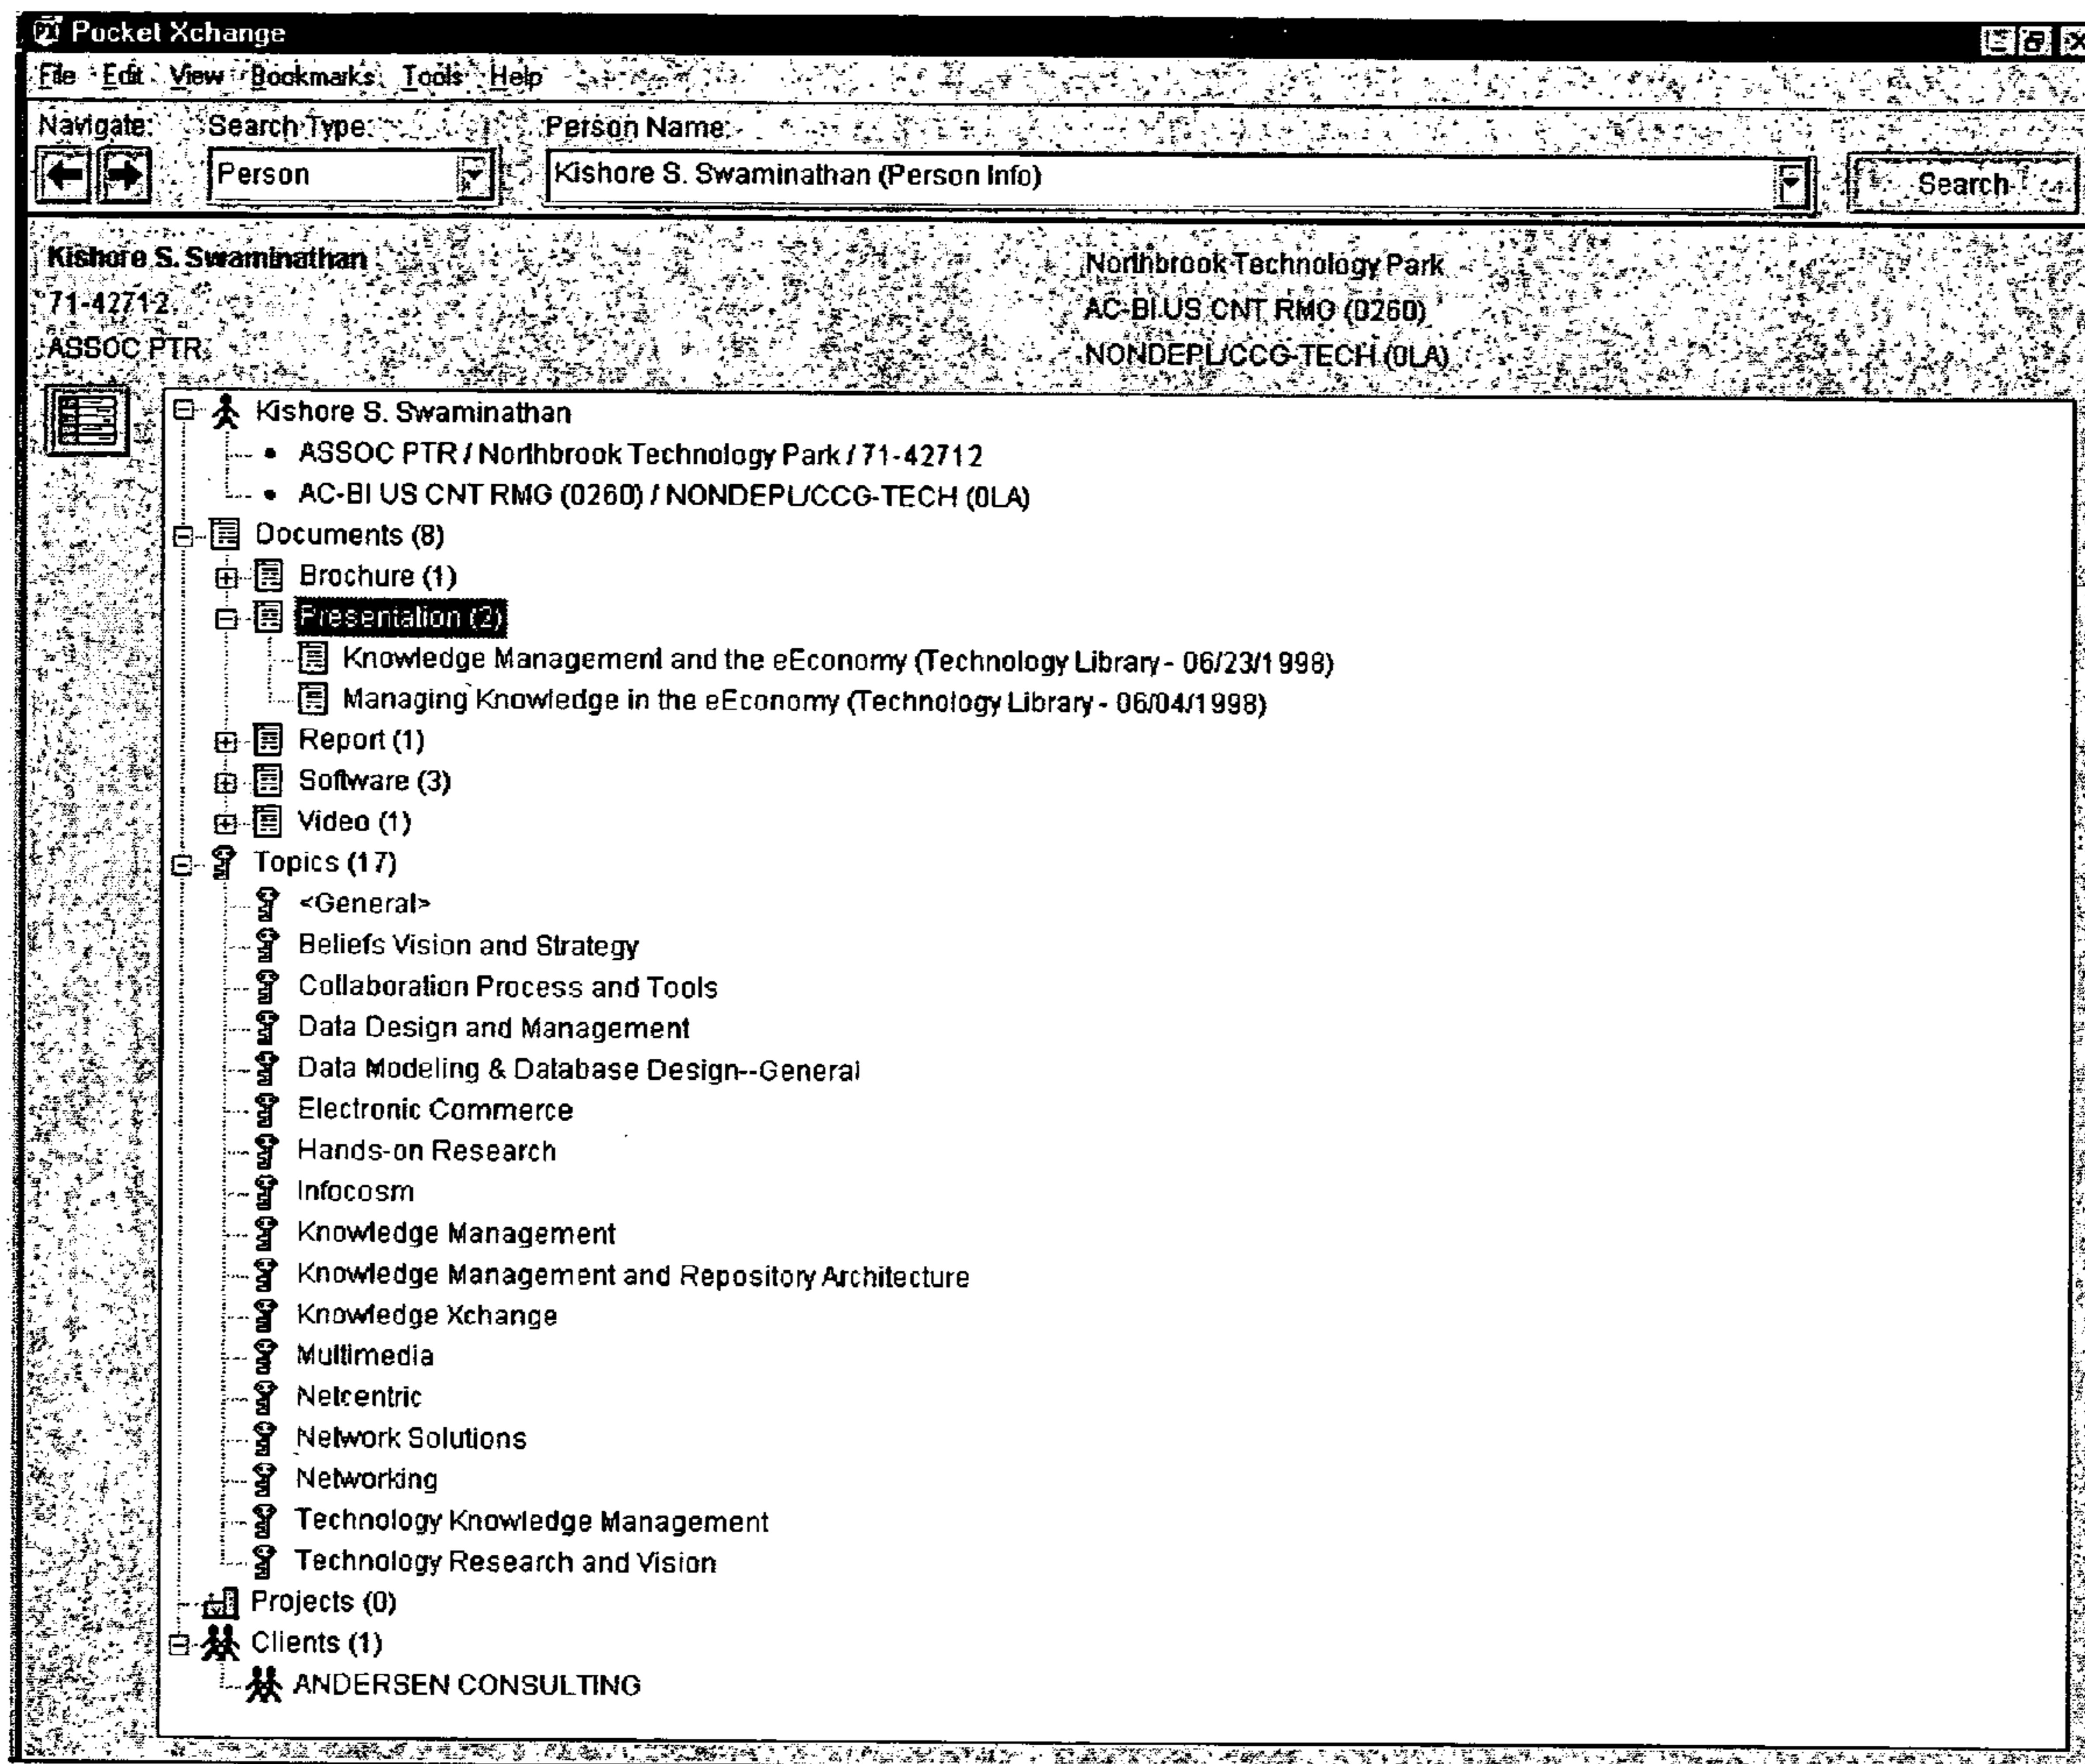 Pocket Xchange
File Edit View Bookmarks Tools Help
Navigate: Search Type: Person Name:
Person Kishore S. Swaminathan (Person Info) Search
Kishore S. Swaminathan Northbrook Technology Park
71-42712 AC-BI US CNT RMG (0260)
ASSOC PTR NONDEPL/CCG-TECH (0LA)
Kishore S. Swaminathan
• ASSOC PTR / Northbrook Technology Park / 71-42712
• AC-BI US CNT RMG (0260) / NONDEPL/CCG-TECH (0LA)
Documents (8)
Brochure (1)
Presentation (2)
Knowledge Management and the eEconomy (Technology Library - 06/23/1998)
Managing Knowledge in the eEconomy (Technology Library - 06/04/1998)
Report (1)
Software (3)
Video (1)
Topics (17)
<General>
Beliefs Vision and Strategy
Collaboration Process and Tools
Data Design and Management
Data Modeling & Database Design--General
Electronic Commerce
Hands-on Research
Infocosm
Knowledge Management
Knowledge Management and Repository Architecture
Knowledge Xchange
Multimedia
Netcentric
Network Solutions
Networking
Technology Knowledge Management
Technology Research and Vision
Projects (0)
Clients (1)
ANDERSEN CONSULTING